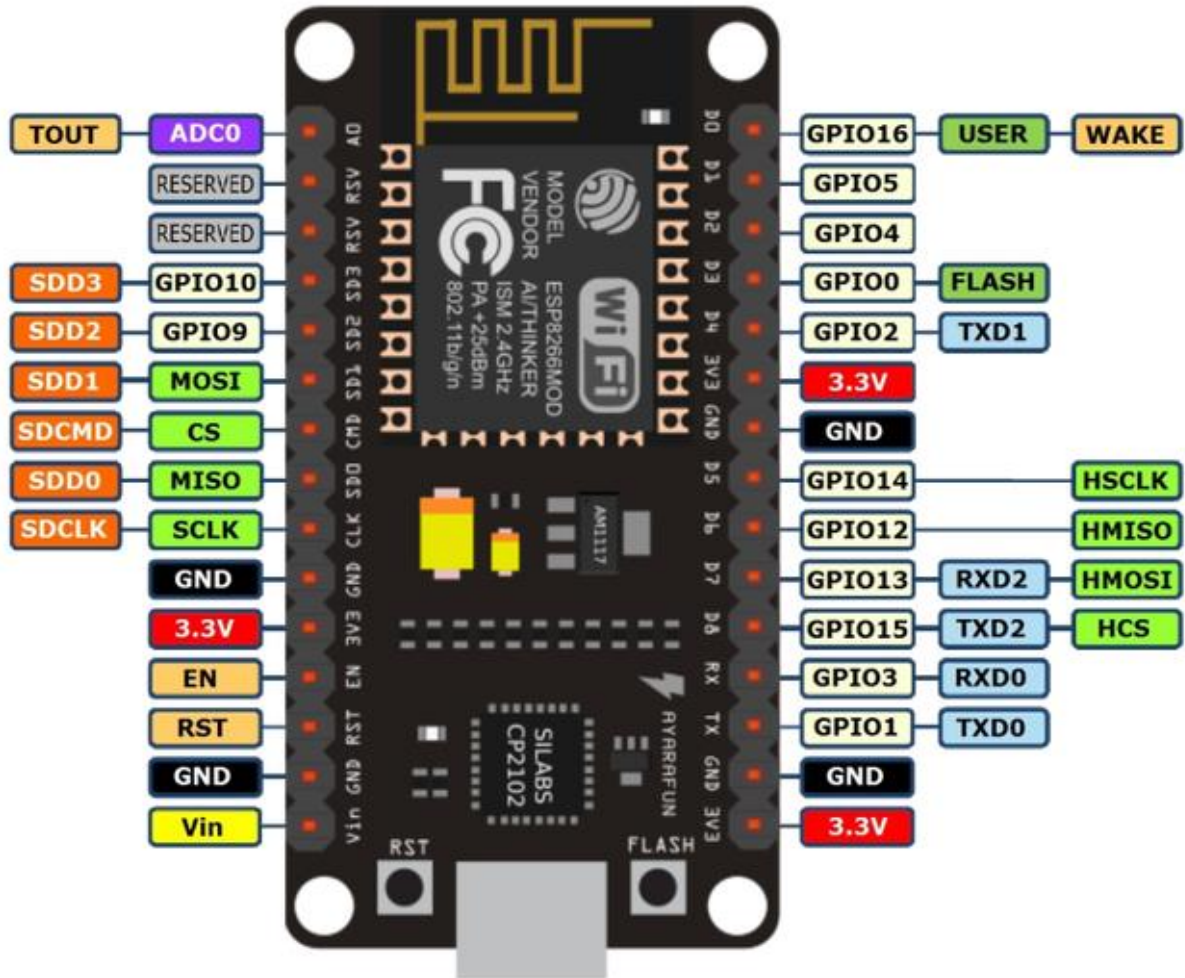 TOUT ADC0 A0 D0 GPIO16 USER WAKE
RESERVED RSV D1 GPIO5
RESERVED RSV D2 GPIO4
SDD3 GPIO10 SD3 D3 GPIO0 FLASH
SDD2 GPIO9 SD2 D4 GPIO2 TXD1
SDD1 MOSI SD1 3V3 3.3V
SDCMD CS CMD GND GND
SDD0 MISO SD0 D5 GPIO14 HSCLK
SDCLK SCLK CLK D6 GPIO12 HMISO
GND GND D7 GPIO13 RXD2 HMOSI
3.3V 3V3 D8 GPIO15 TXD2 HCS
EN EN RX GPIO3 RXD0
RST RST TX GPIO1 TXD0
GND GND GND GND
Vin Vin 3V3 3.3V
MODEL
VENDOR
FC
WiFi
ESP8266MOD
AI/THINKER
ISM 2.4GHz
PA +25dBm
802.11b/g/n
AM1117
SILABS
CP2102
AYARAFUN
RST
FLASH